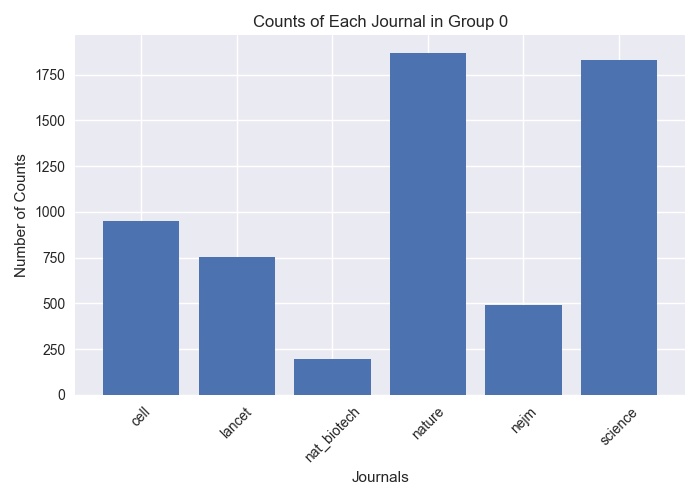 Counts of Each Journal in Group 0
Number of Counts
1750
1500
1250
1000
750
500
250
0
cell
lancet
nat_biotech
nature
nejm
science
Journals